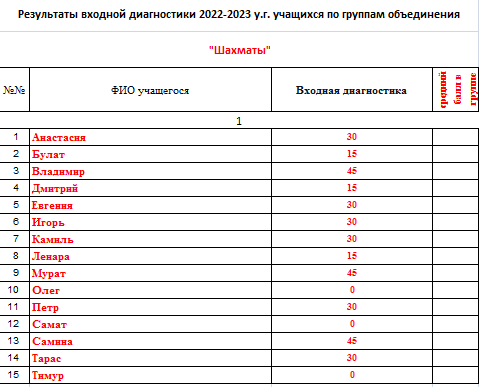 Результаты входной диагностики 2022-2023 у.г. учащихся по группам объединения
"Шахматы"
№№ ФИО учащегося Входная диагностика средний балл в группе
1
1 Анастасия 30
2 Булат 15
3 Владимир 45
4 Дмитрий 15
5 Евгения 30
6 Игорь 30
7 Камиль 30
8 Ленара 15
9 Мурат 45
10 Олег 0
11 Петр 30
12 Самат 0
13 Самина 45
14 Тарас 30
15 Тимур 0